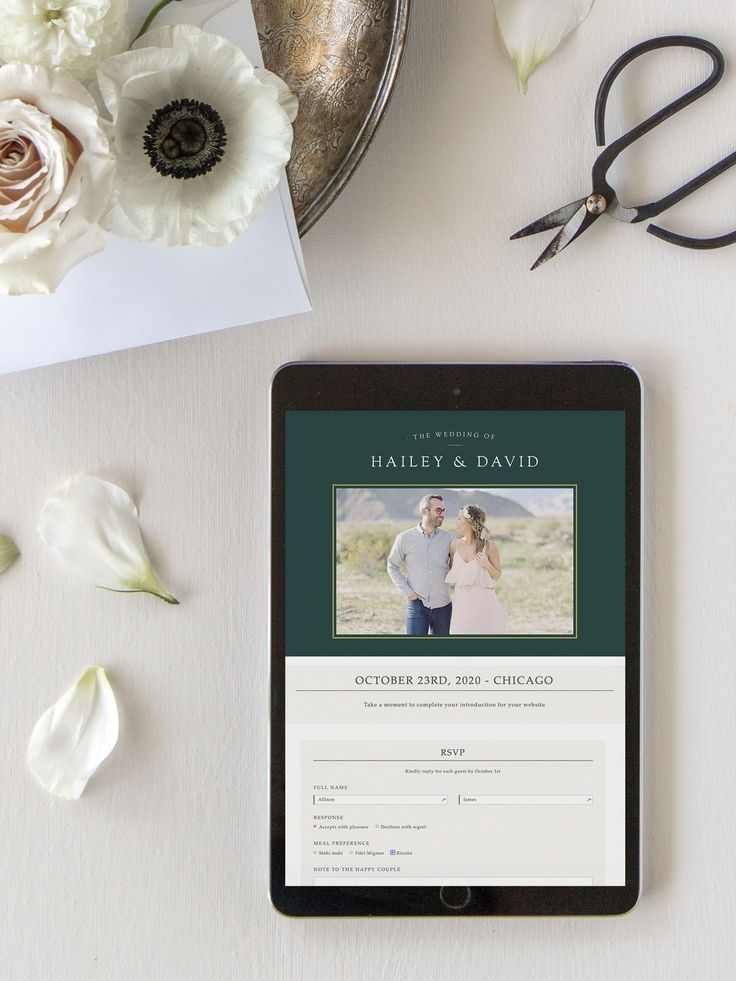 . THE WEDDING OF .
HAILEY & DAVID
OCTOBER 23RD, 2020 - CHICAGO
Take a moment to complete your introduction for your website
RSVP
Kindly reply for each guest by October 1st
FULL NAME
Allison James
RESPONSE
Accepts with pleasure Declines with regret
MEAL PREFERENCE
Mahi mahi Filet Mignon Risotto
NOTE TO THE HAPPY COUPLE